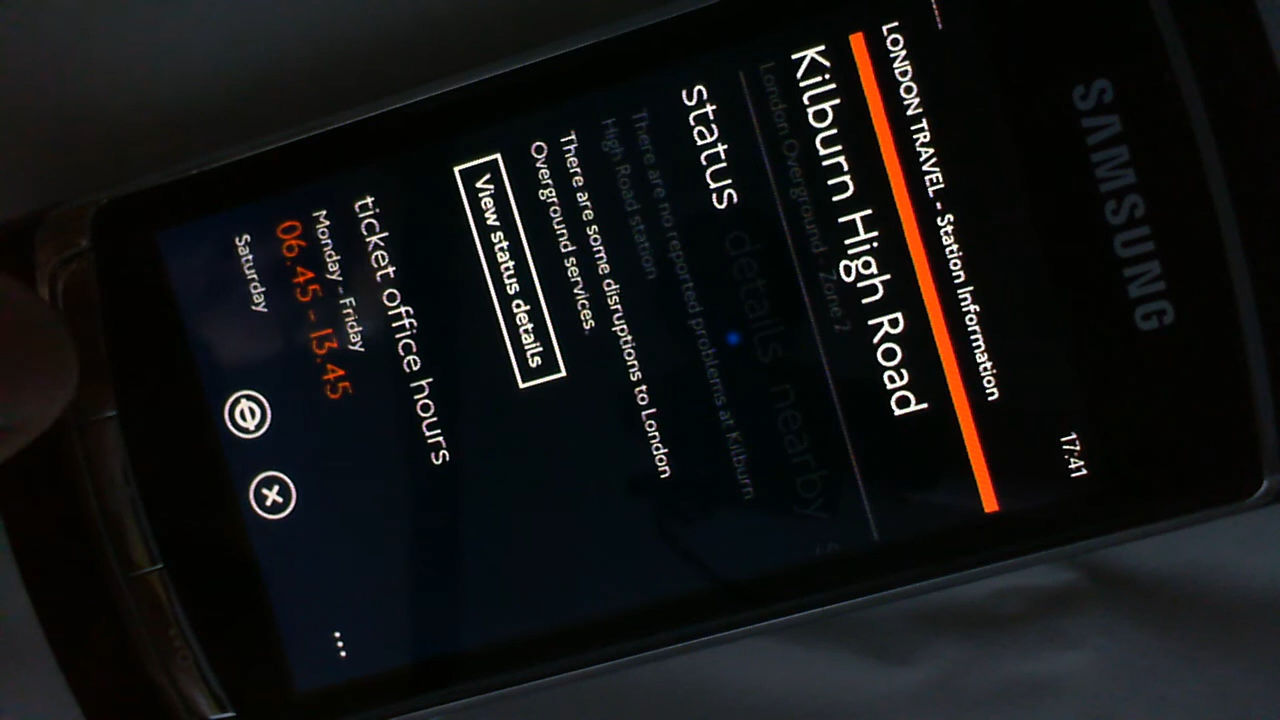 SAMSUNG
17:41
LONDON TRAVEL - Station Information
Kilburn High Road
London Overground - Zone 2
status details nearby
There are no reported problems at Kilburn
High Road station
There are some disruptions to London
Overground services.
View status details
ticket office hours
Monday - Friday
06.45 - 13.45
Saturday
...